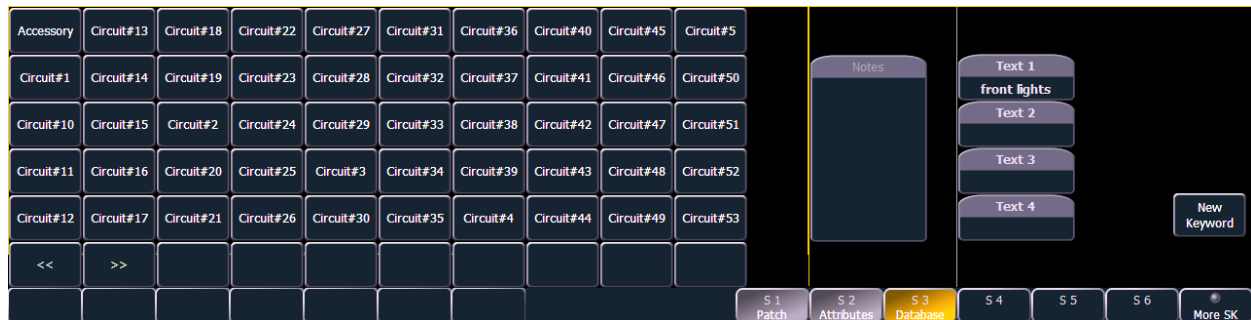 Accessory Circuit#13 Circuit#18 Circuit#22 Circuit#27 Circuit#31 Circuit#36 Circuit#40 Circuit#45 Circuit#5
Circuit#1 Circuit#14 Circuit#19 Circuit#23 Circuit#28 Circuit#32 Circuit#37 Circuit#41 Circuit#46 Circuit#50
Circuit#10 Circuit#15 Circuit#2 Circuit#24 Circuit#29 Circuit#33 Circuit#38 Circuit#42 Circuit#47 Circuit#51
Circuit#11 Circuit#16 Circuit#20 Circuit#25 Circuit#3 Circuit#34 Circuit#39 Circuit#43 Circuit#48 Circuit#52
Circuit#12 Circuit#17 Circuit#21 Circuit#26 Circuit#30 Circuit#35 Circuit#4 Circuit#44 Circuit#49 Circuit#53
<< >>
Notes
Text 1
front lights
Text 2
Text 3
Text 4
New
Keyword
S 1 S 2 S 3 S 4 S 5 S 6
Patch Attributes Database More SK